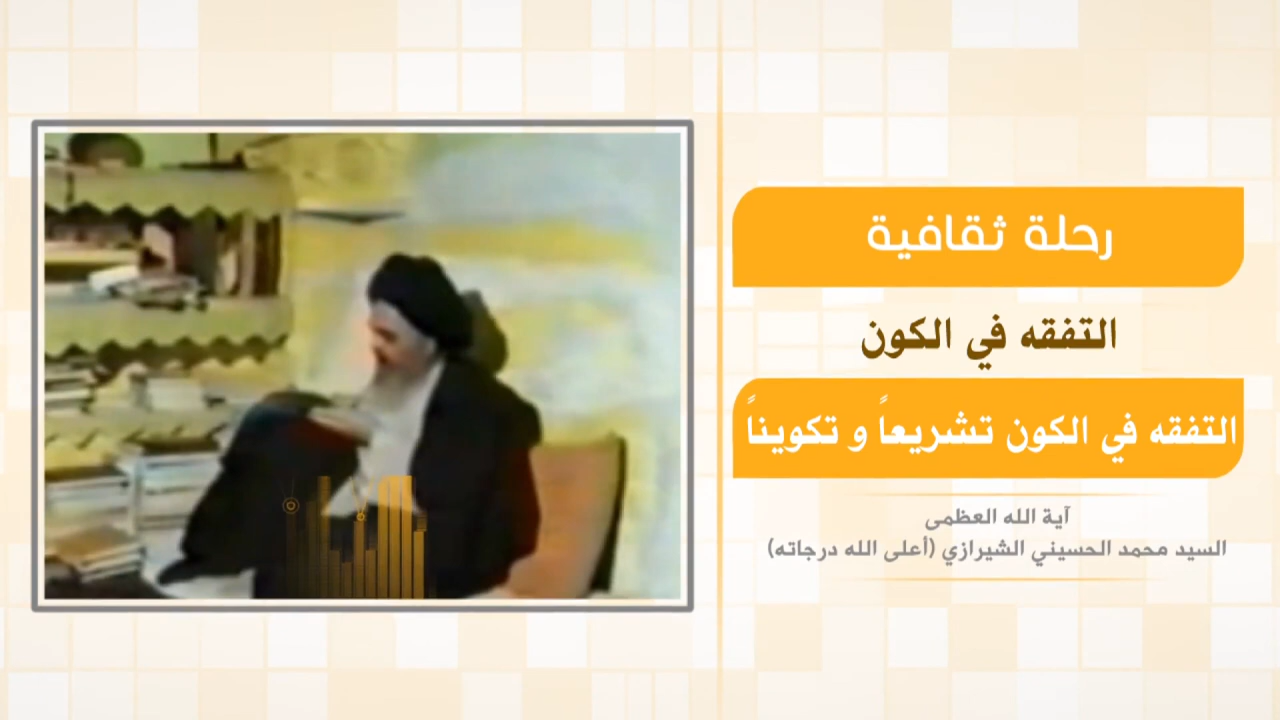 رحلة ثقافية
التفقه في الكون
التفقه في الكون تشريعاً و تكويناً
آية الله العظمى
السيد محمد الحسيني الشيرازي (أعلى الله درجاته)